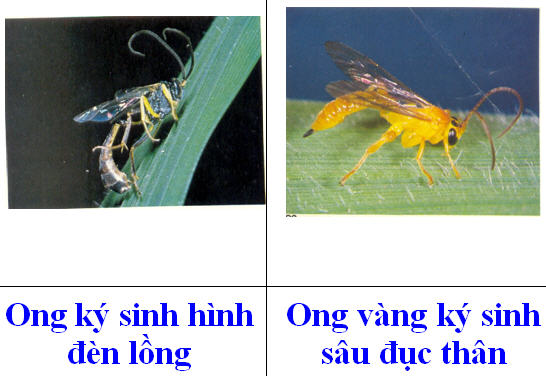 Ong ký sinh hình
đèn lồng
Ong vàng ký sinh
sâu đục thân